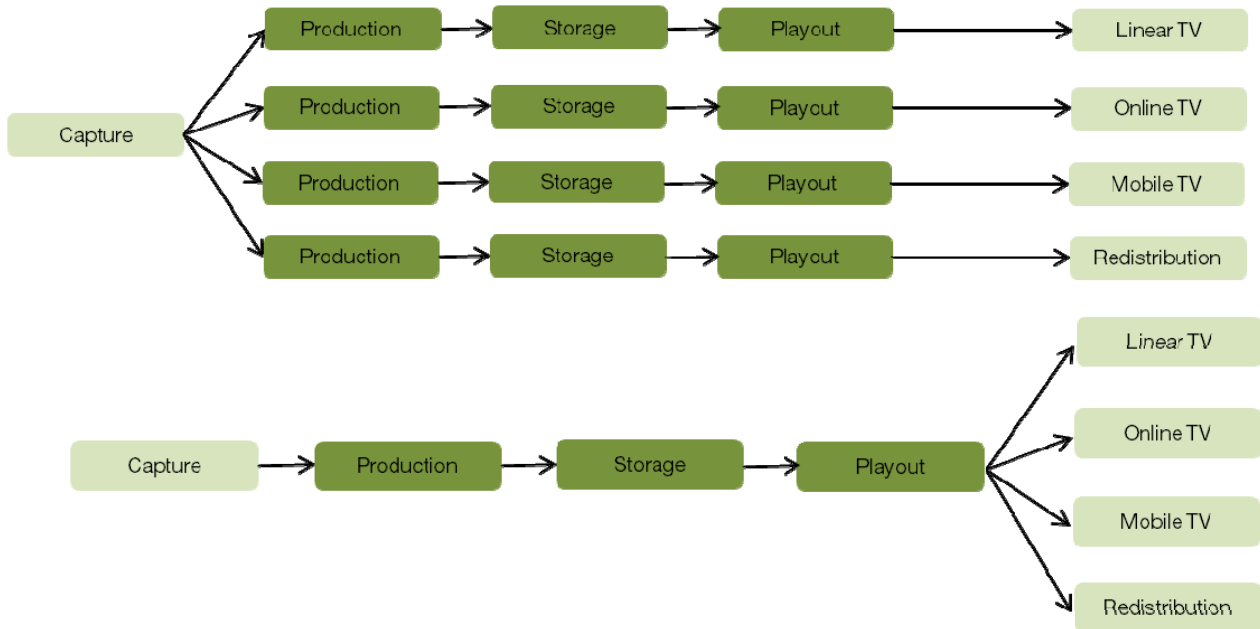 Production Storage Playout Linear TV
Production Storage Playout Online TV
Capture
Production Storage Playout Mobile TV
Production Storage Playout Redistribution
Linear TV
Online TV
Capture Production Storage Playout
Mobile TV
Redistribution